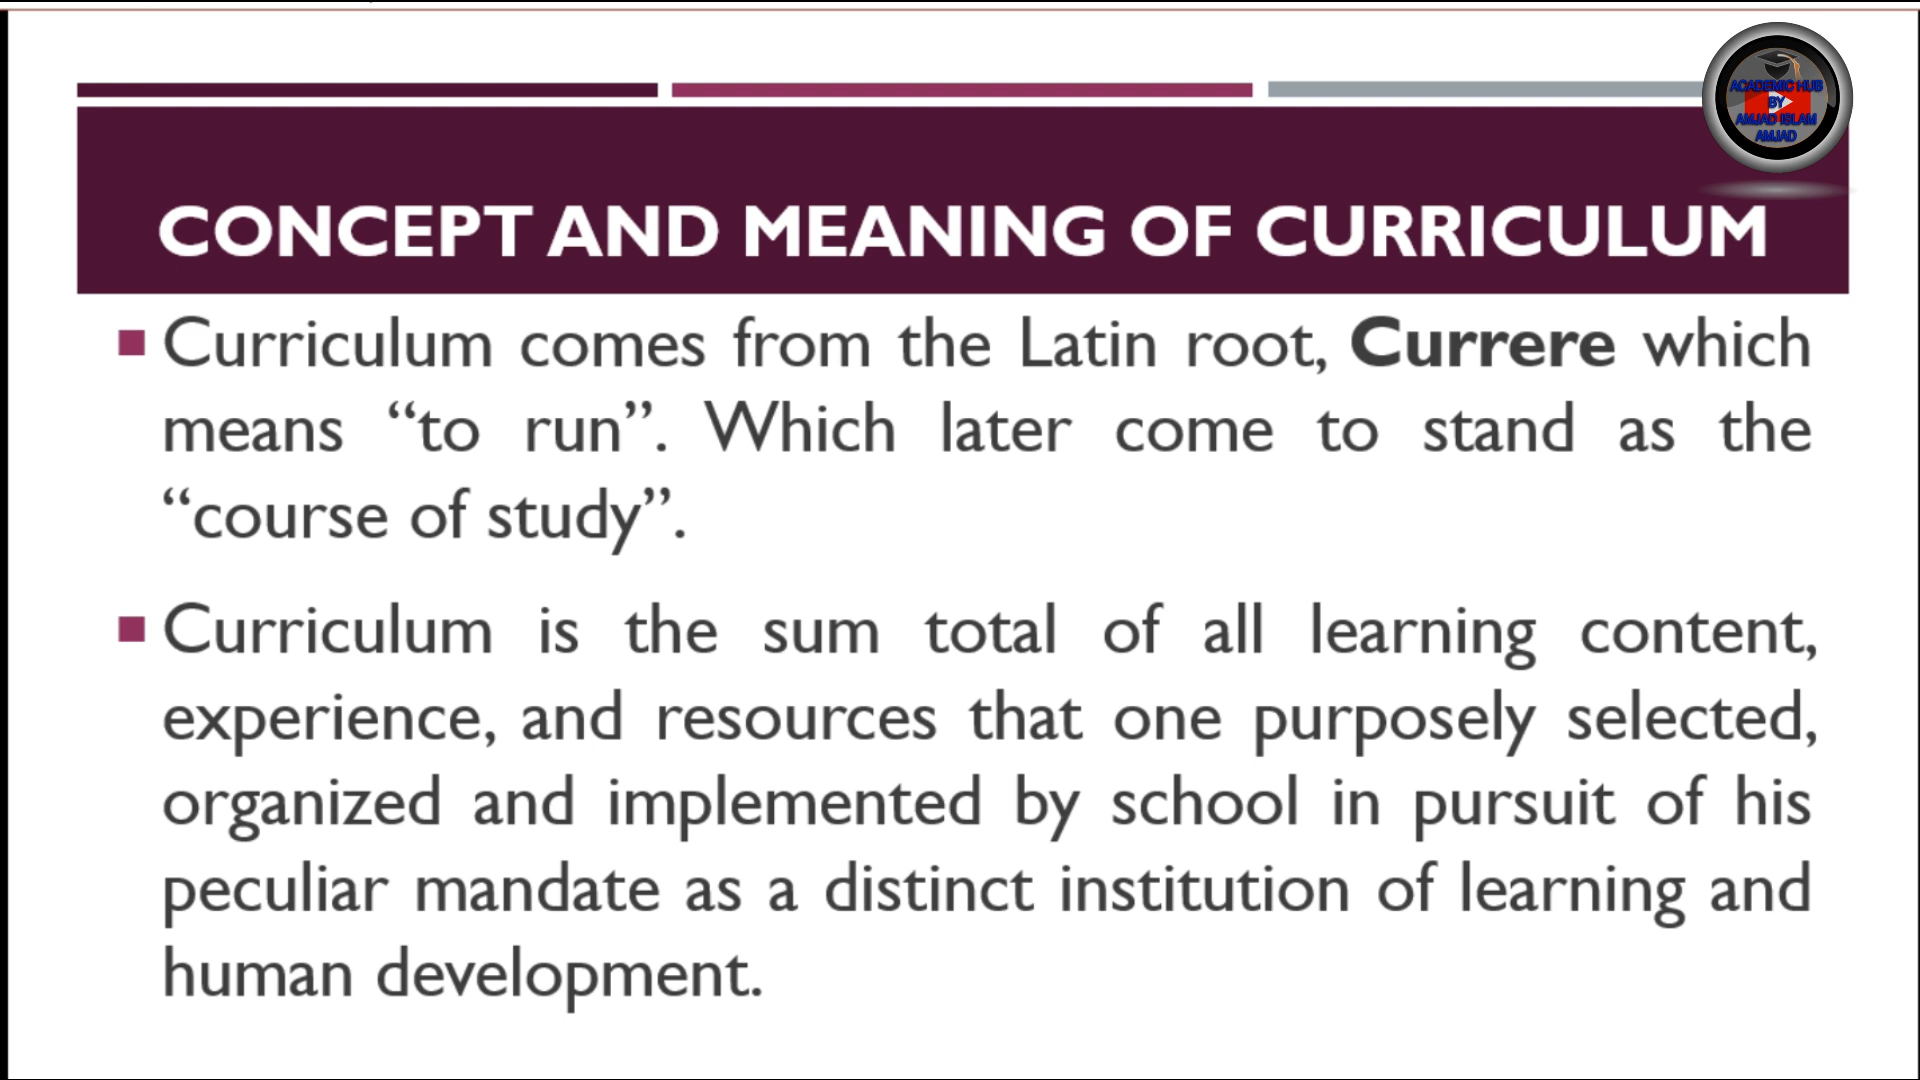 ACADEMIC HUB
BY
AMJAD ISLAM
AMJAD
CONCEPT AND MEANING OF CURRICULUM
Curriculum comes from the Latin root, Currere which
means “to run”. Which later come to stand as the
“course of study”.
Curriculum is the sum total of all learning content,
experience, and resources that one purposely selected,
organized and implemented by school in pursuit of his
peculiar mandate as a distinct institution of learning and
human development.